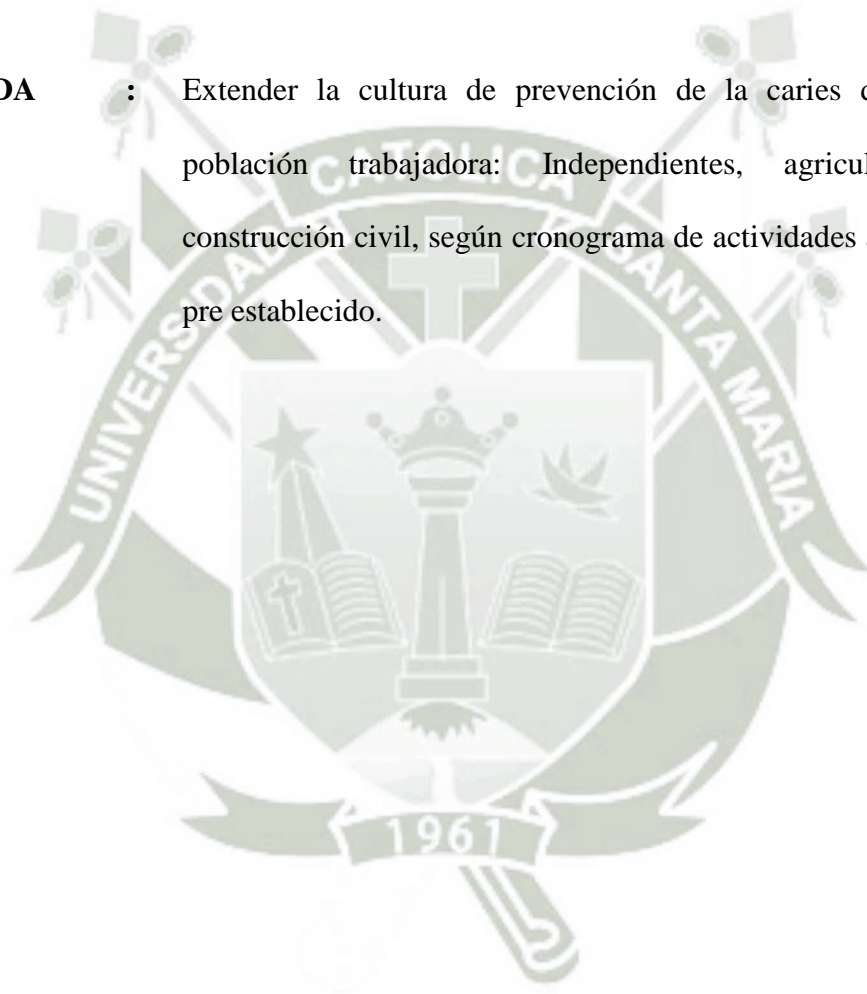 DA : Extender la cultura de prevención de la caries d
población trabajadora: Independientes, agricul
construcción civil, según cronograma de actividades
pre establecido.
UNIVERSIDAD CATOLICA SANTA MARIA
1961